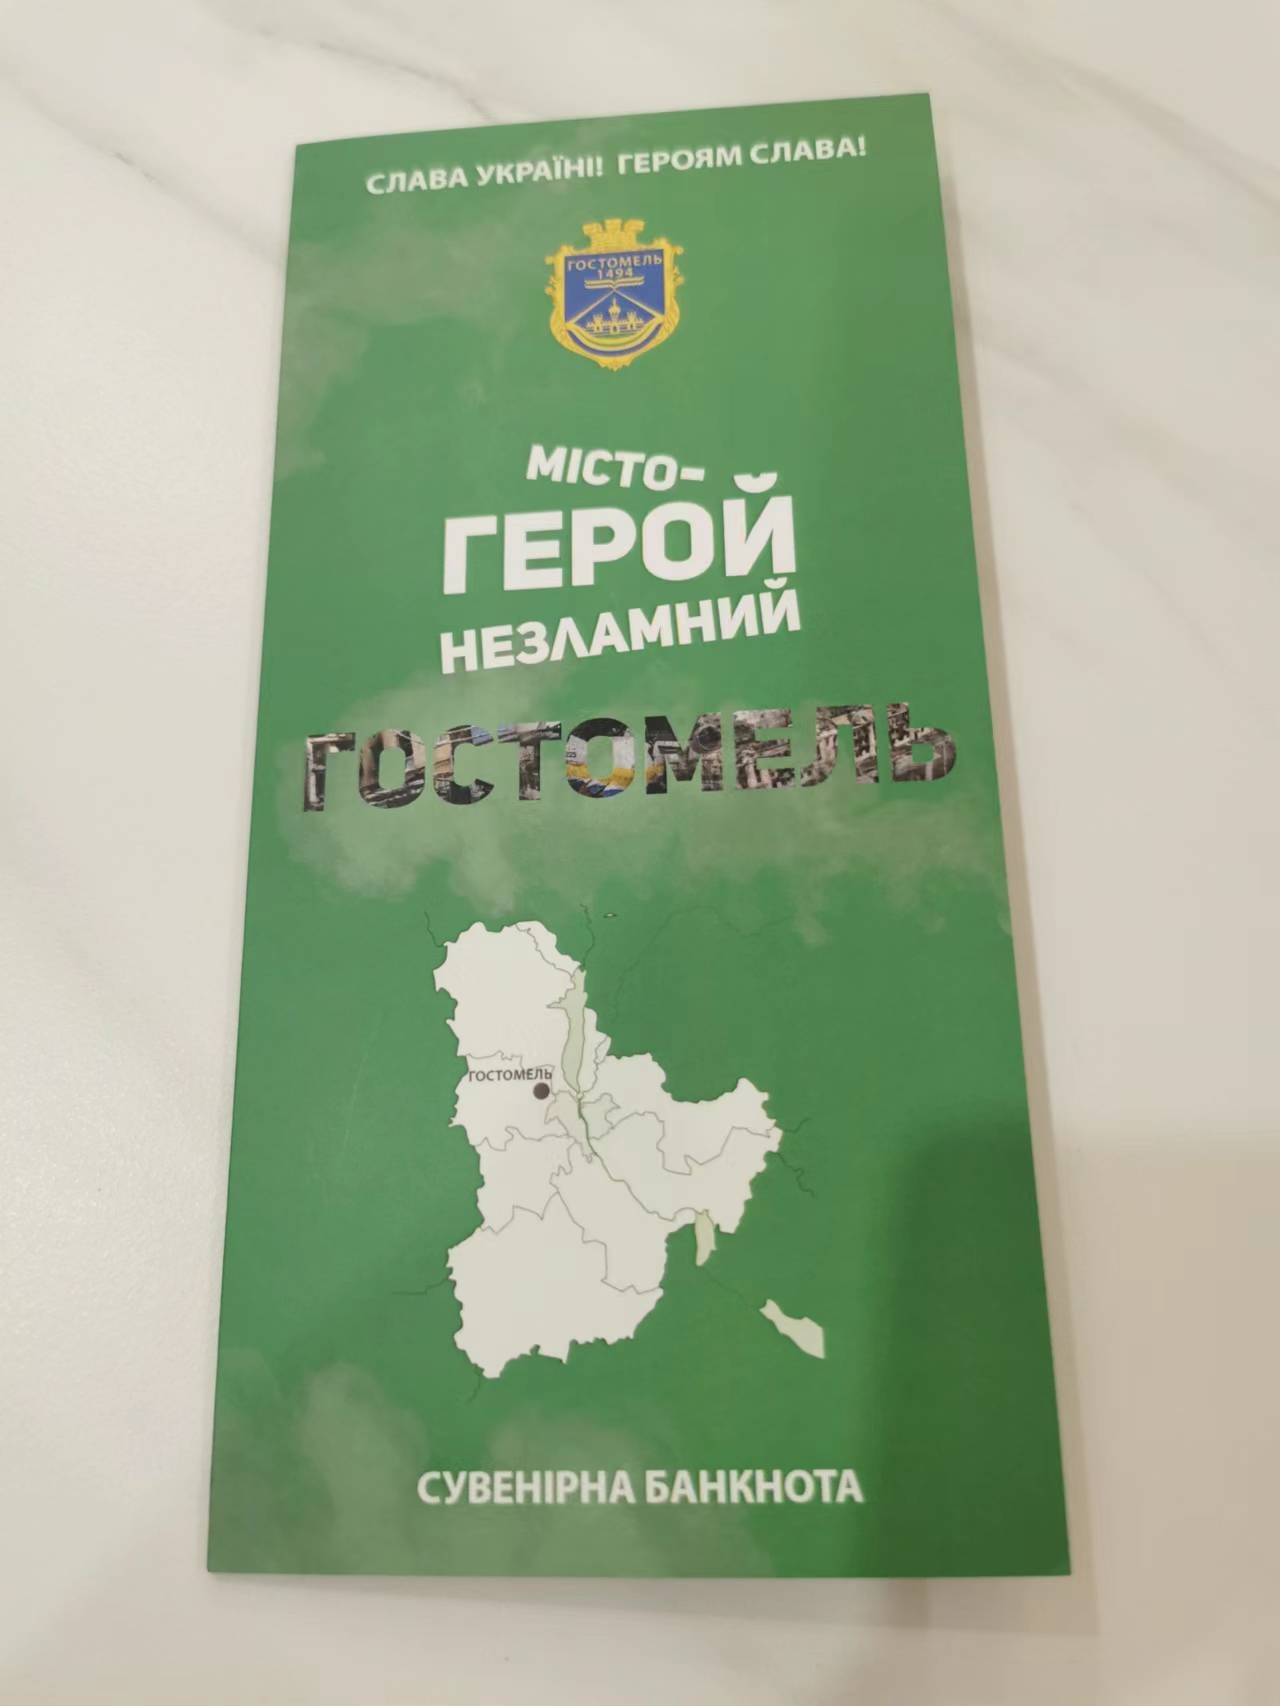 СЛАВА УКРАЇНІ! ГЕРОЯМ СЛАВА!
ГОСТОМЕЛЬ
1494
МІСТО-
ГЕРОЙ
НЕЗЛАМНИЙ
ГОСТОМЕЛЬ
ГОСТОМЕЛЬ
СУВЕНІРНА БАНКНОТА